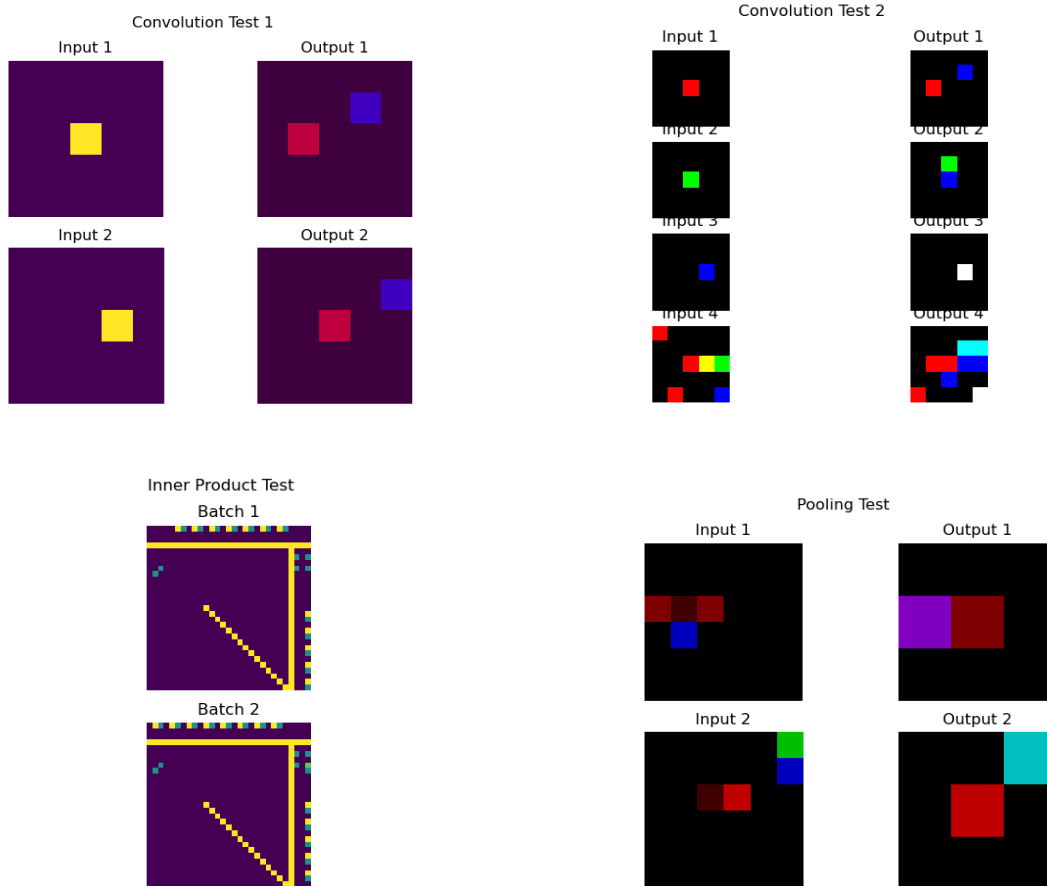 Convolution Test 1
Input 1
Output 1
Input 2
Output 2
Convolution Test 2
Input 1
Output 1
Input 2
Output 2
Input 3
Output 3
Input 4
Output 4
Inner Product Test
Batch 1
Batch 2
Pooling Test
Input 1
Output 1
Input 2
Output 2